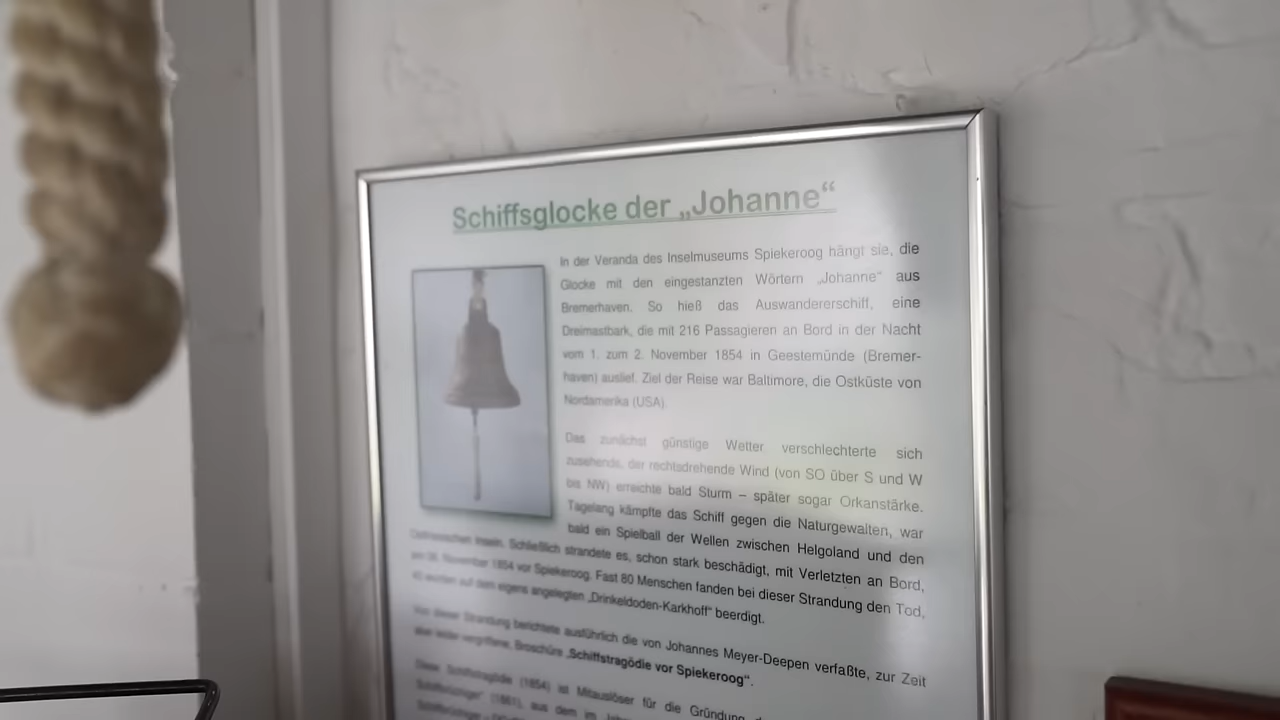 Schiffsglocke der „Johanne“
In der Veranda des Inselmuseums Spiekeroog hängt sie, die
Glocke mit den eingestanzten Wörtern „Johanne“ aus
Bremerhaven. So hieß das Auswandererschiff, eine
Dreimastbark, die mit 216 Passagieren an Bord in der Nacht
vom 1. zum 2. November 1854 in Geestemünde (Bremer-
haven) auslief. Ziel der Reise war Baltimore, die Ostküste von
Nordamerika (USA).
Das zunächst günstige Wetter verschlechterte sich
zusehends, der rechtsdrehende Wind (von SO über S und W
bis NW) erreichte bald Sturm – später sogar Orkanstärke.
Tagelang kämpfte das Schiff gegen die Naturgewalten, war
bald ein Spielball der Wellen zwischen Helgoland und den
Ostfriesischen Inseln. Schließlich strandete es, schon stark beschädigt, mit Verletzten an Bord,
November 1854 vor Spiekeroog. Fast 80 Menschen fanden bei dieser Strandung den Tod,
wurden auf dem eigens angelegten „Drinkeldoden-Karkhoff“ beerdigt.
Von dieser Strandung berichtete ausführlich die von Johannes Meyer-Deepen verfaßte, zur Zeit
aber leider vergriffene, Broschüre „Schiffstragödie vor Spiekeroog“.
Diese Schiffstragödie (1854) ist Mitauslöser für die Gründung
Schiffbrüchiger“ (1861), aus dem im